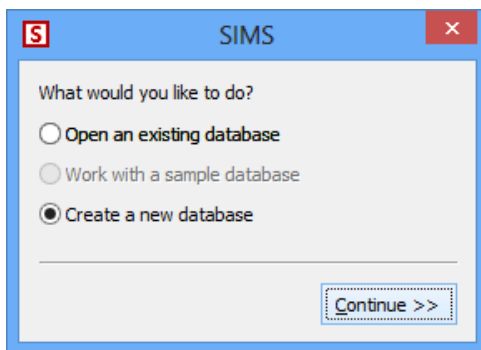 S SIMS
What would you like to do?
Open an existing database
Work with a sample database
Create a new database
Continue >>